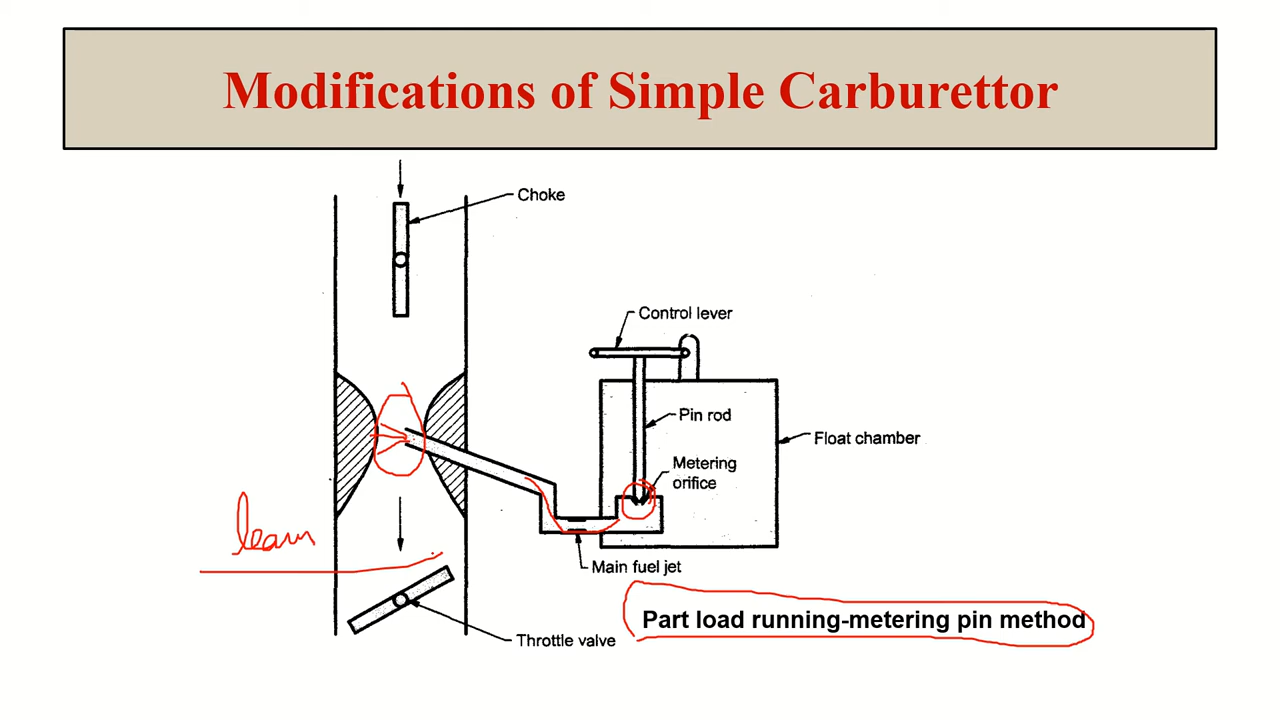 Modifications of Simple Carburettor
Choke
Control lever
Pin rod
Float chamber
Metering
orifice
Main fuel jet
Part load running-metering pin method
Throttle valve